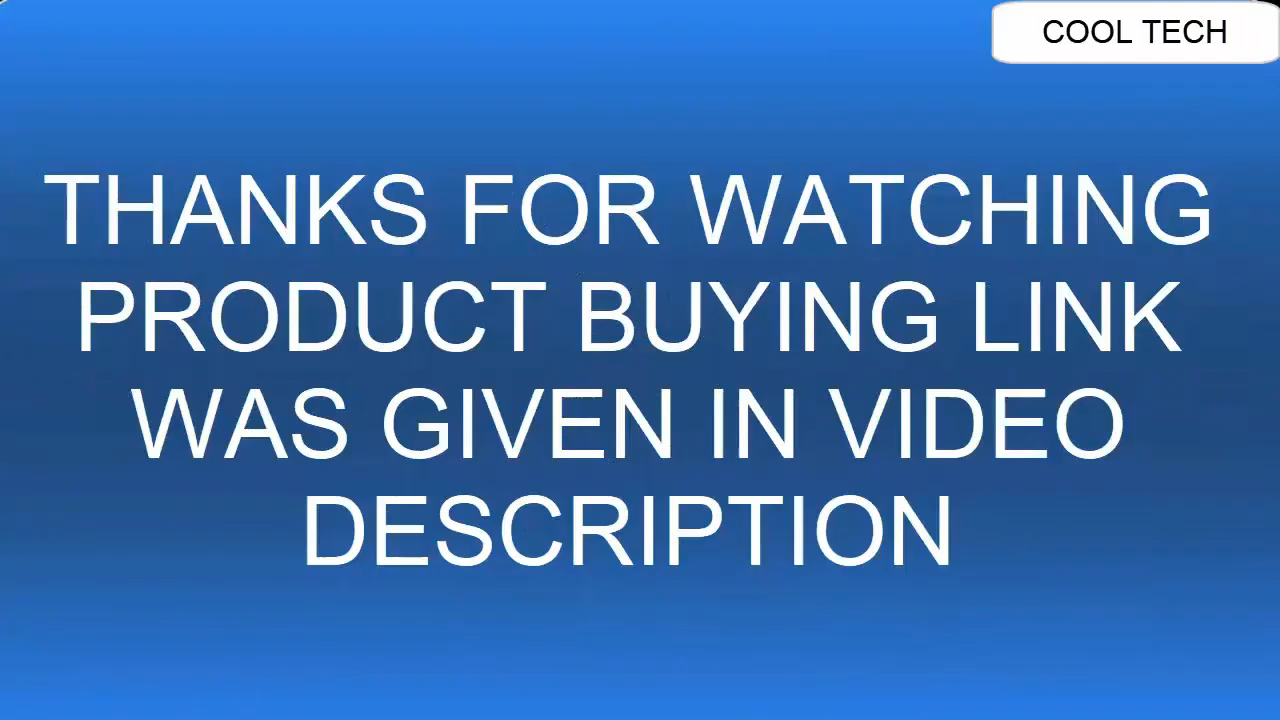 COOL TECH
THANKS FOR WATCHING
PRODUCT BUYING LINK
WAS GIVEN IN VIDEO
DESCRIPTION